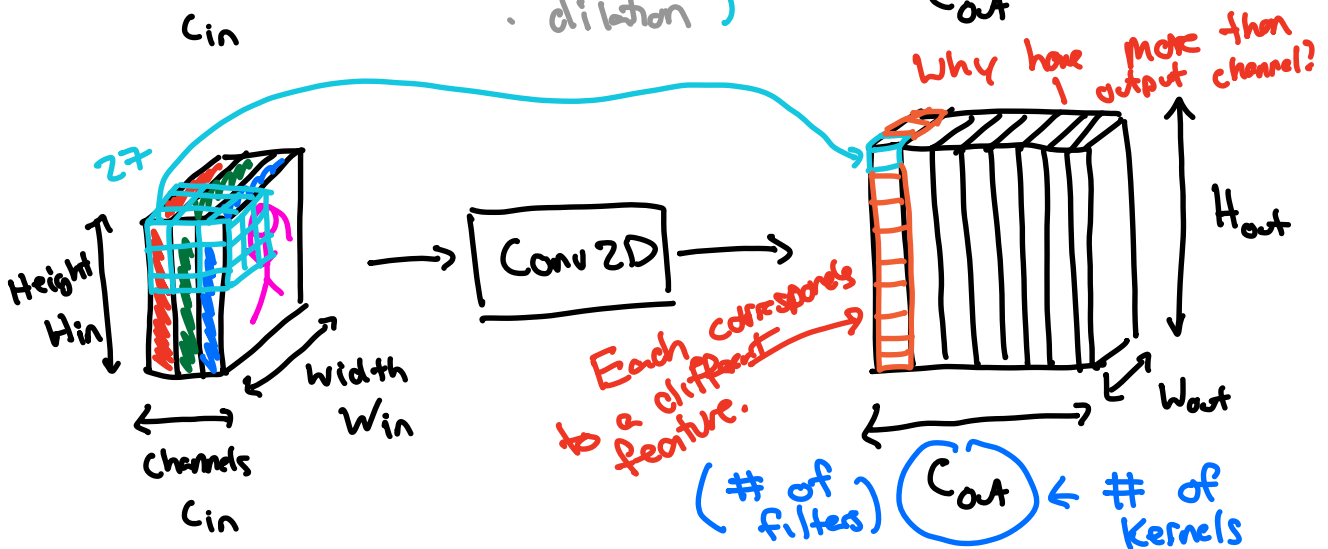 Cin
. dilation )
Cout
Why have more than
1 output channel?
27
Height
Hin
Conv2D
Hout
Each corresponds
to a different
feature.
Width
Win
Wout
Channels
Cin
(# of
filters)
Cout
← # of
Kernels